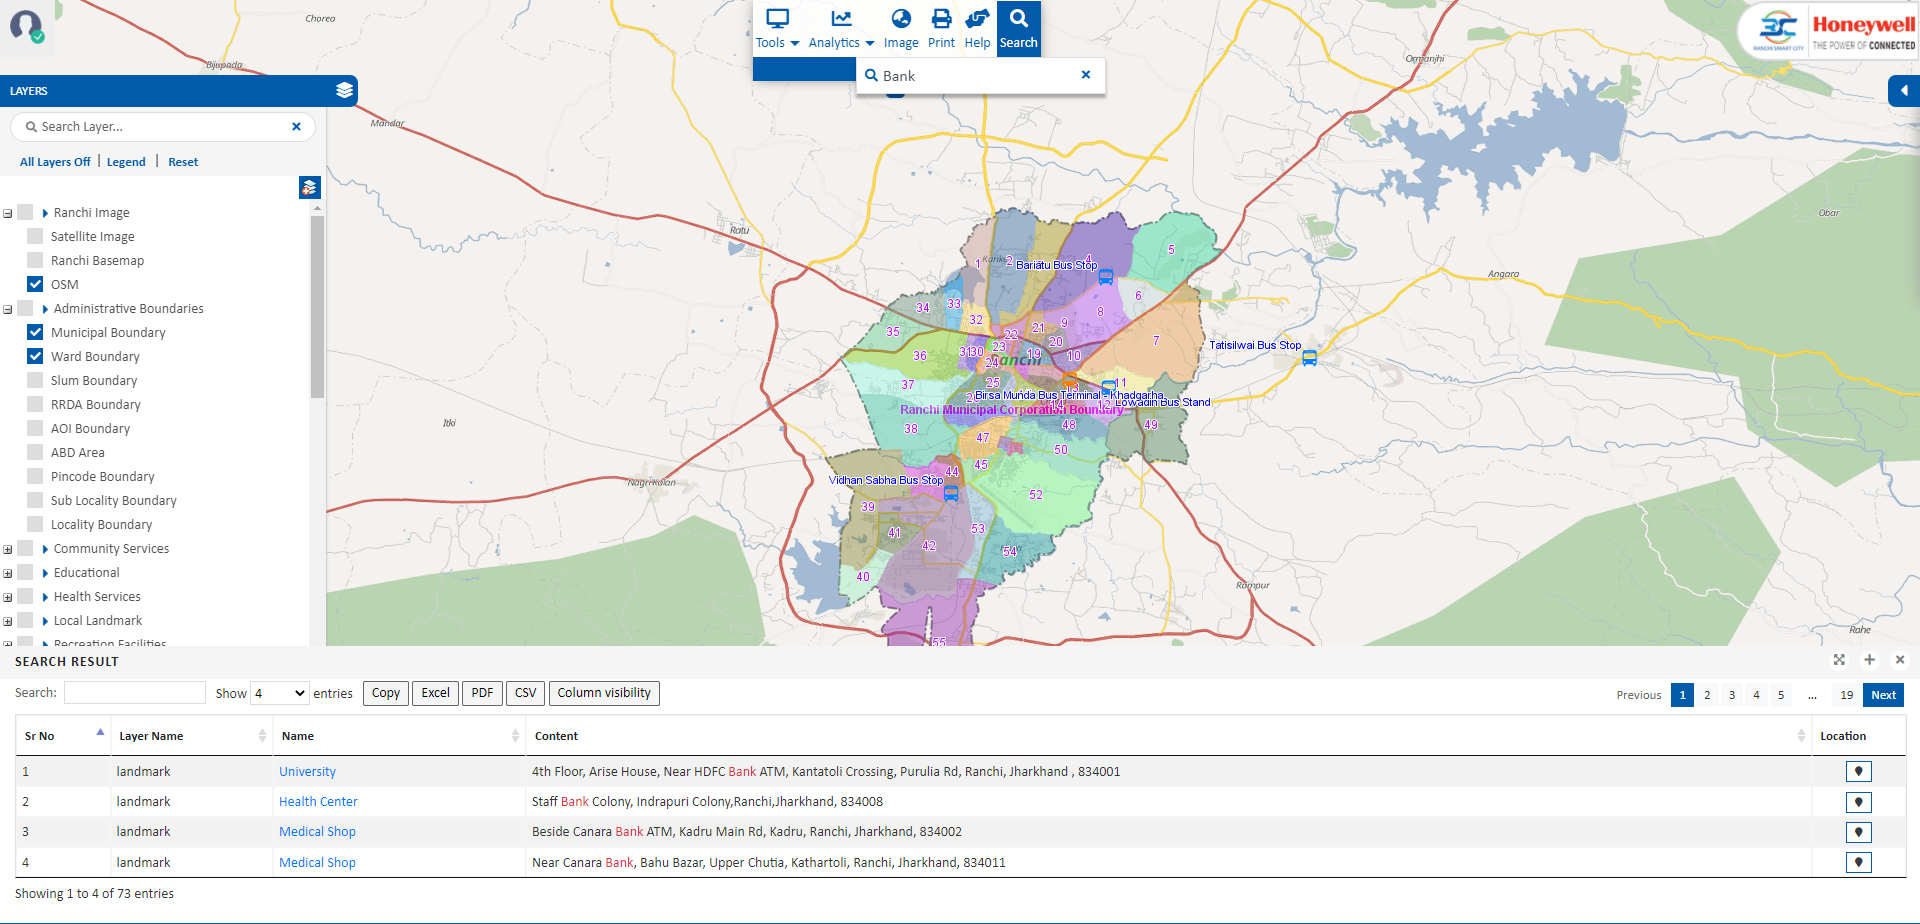 Chorea
Bijupada
Mandar
Ratu
Itki
Nagri Kalan
Ormanjhi
Obar
Angara
Rampur
Rahe
Tools
Analytics
Image
Print
Help
Search
Bank
RANCHI SMART CITY
Honeywell
THE POWER OF CONNECTED
LAYERS
Search Layer...
All Layers Off | Legend | Reset
Ranchi Image
Satellite Image
Ranchi Basemap
OSM
Administrative Boundaries
Municipal Boundary
Ward Boundary
Slum Boundary
RRDA Boundary
AOI Boundary
ABD Area
Pincode Boundary
Sub Locality Boundary
Locality Boundary
Community Services
Educational
Health Services
Local Landmark
Recreation Facilities
1
Kanke
2
4
5
Bariatu Bus Stop
6
33
34
32
35
22
21
9
8
7
36
31
30
23
19
20
10
Ranchi
24
Tatisilwai Bus Stop
37
25
11
Birsa Munda Bus Terminal - Khadgarha
Lowadih Bus Stand
Ranchi Municipal Corporation Boundary
14
12
38
47
48
49
50
45
44
Vidhan Sabha Bus Stop
52
39
41
42
53
54
40
55
SEARCH RESULT
Search:
Show 4 entries
Copy
Excel
PDF
CSV
Column visibility
Previous 1 2 3 4 5 ... 19 Next
Sr No Layer Name Name Content Location
1 landmark University 4th Floor, Arise House, Near HDFC Bank ATM, Kantatoli Crossing, Purulia Rd, Ranchi, Jharkhand , 834001
2 landmark Health Center Staff Bank Colony, Indrapuri Colony,Ranchi,Jharkhand, 834008
3 landmark Medical Shop Beside Canara Bank ATM, Kadru Main Rd, Kadru, Ranchi, Jharkhand, 834002
4 landmark Medical Shop Near Canara Bank, Bahu Bazar, Upper Chutia, Kathartoli, Ranchi, Jharkhand, 834011
Showing 1 to 4 of 73 entries